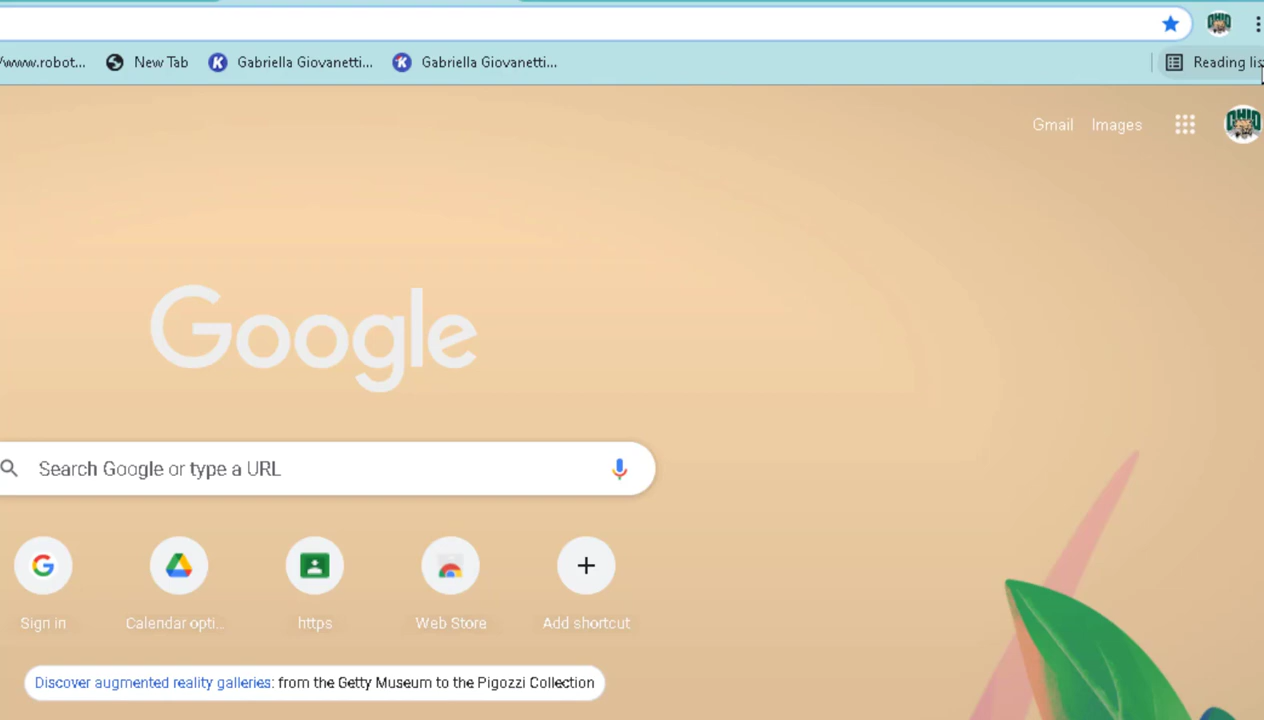 /www.robot... New Tab Gabriella Giovanetti... Gabriella Giovanetti... Reading lis
Gmail Images
OHIO
Google
Search Google or type a URL
Sign in Calendar opti... https Web Store Add shortcut
Discover augmented reality galleries: from the Getty Museum to the Pigozzi Collection